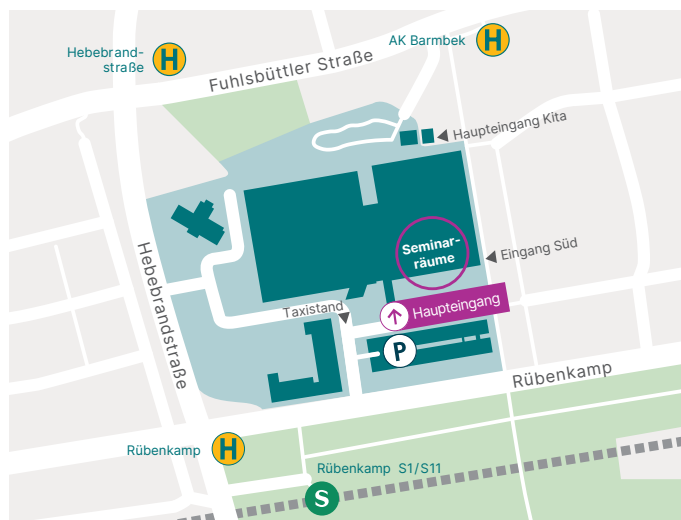 Hebebrand-
straße
H
AK Barmbek
H
Fuhlsbüttler Straße
Haupteingang Kita
Seminar-
räume
Eingang Süd
Hebebrandstraße
Taxistand
Haupteingang
P
Rübenkamp
Rübenkamp
H
Rübenkamp S1/S11
S